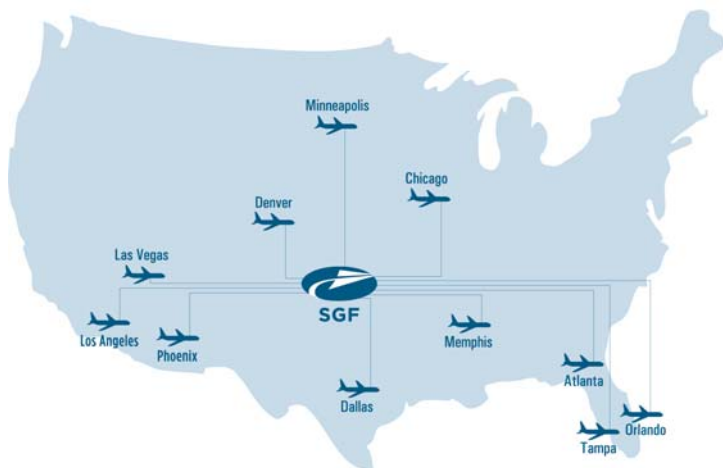 Minneapolis
Chicago
Denver
Las Vegas
SGF
Los Angeles
Phoenix
Memphis
Atlanta
Dallas
Orlando
Tampa